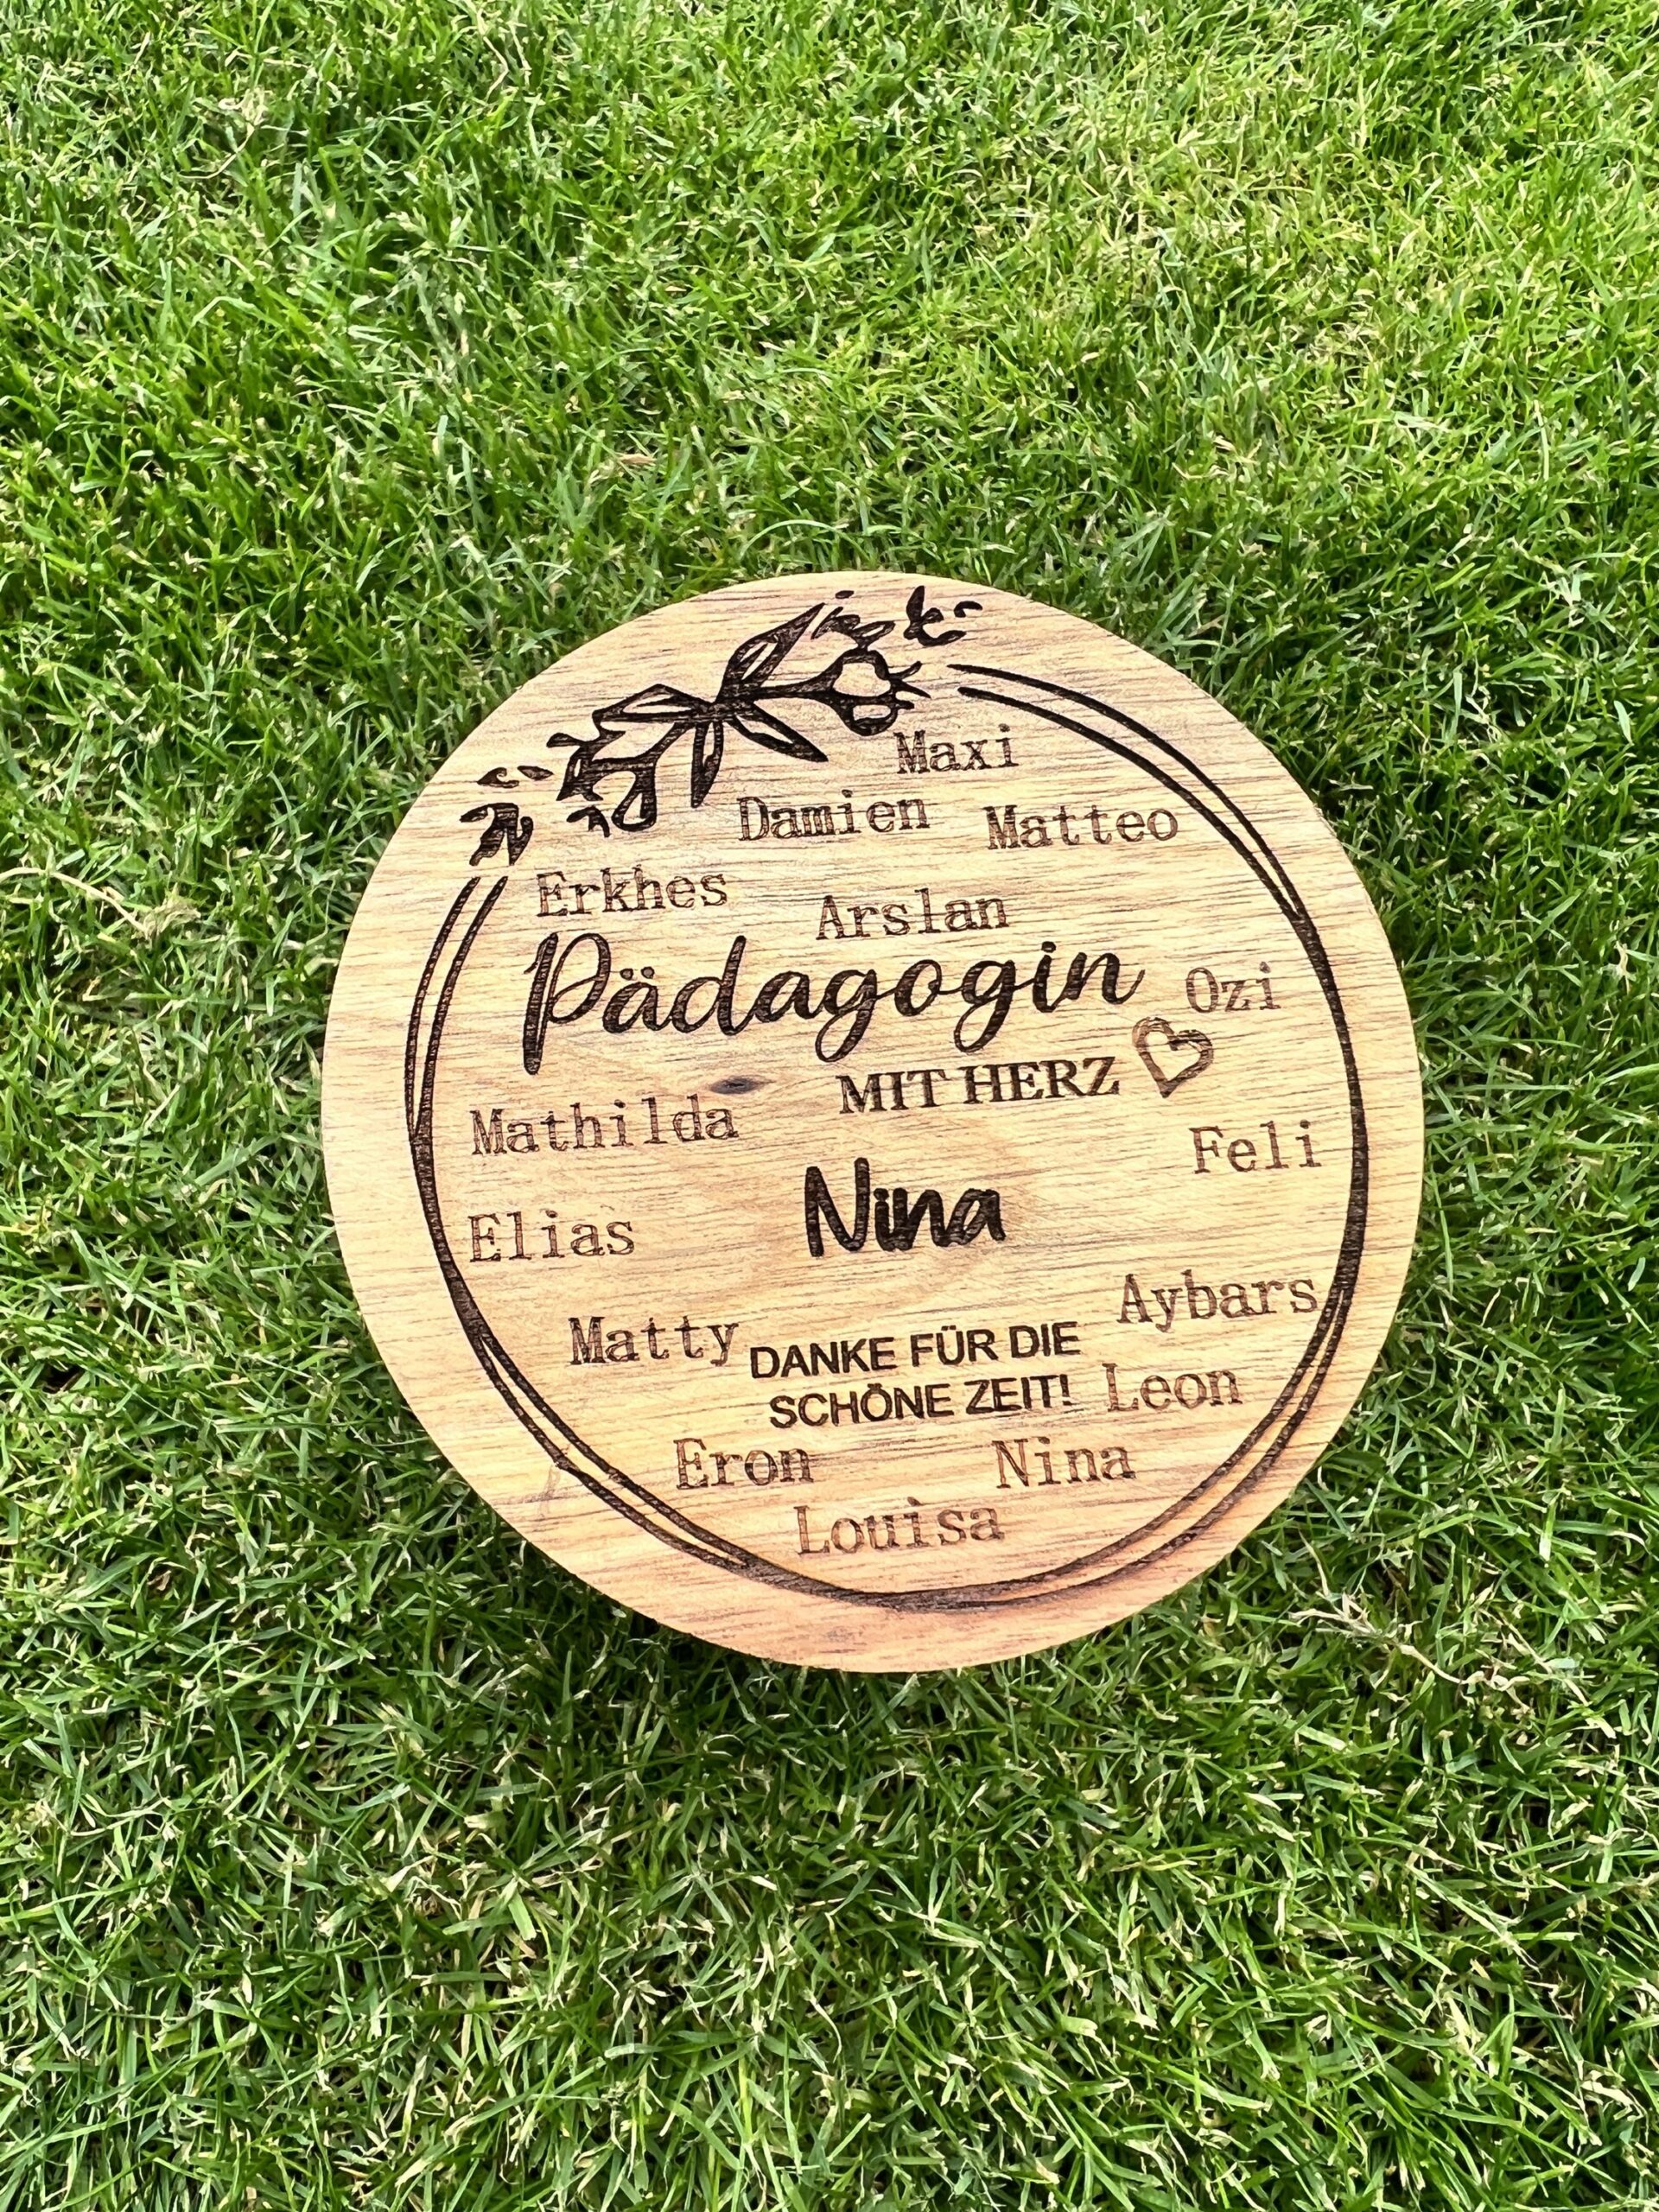 Maxi
Damien Matteo
Erkhes Arslan
Pädagogin Ozi
MIT HERZ
Mathilda Feli
Nina
Elias
Aybars
Matty DANKE FÜR DIE
SCHÖNE ZEIT! Leon
Eron Nina
Louisa